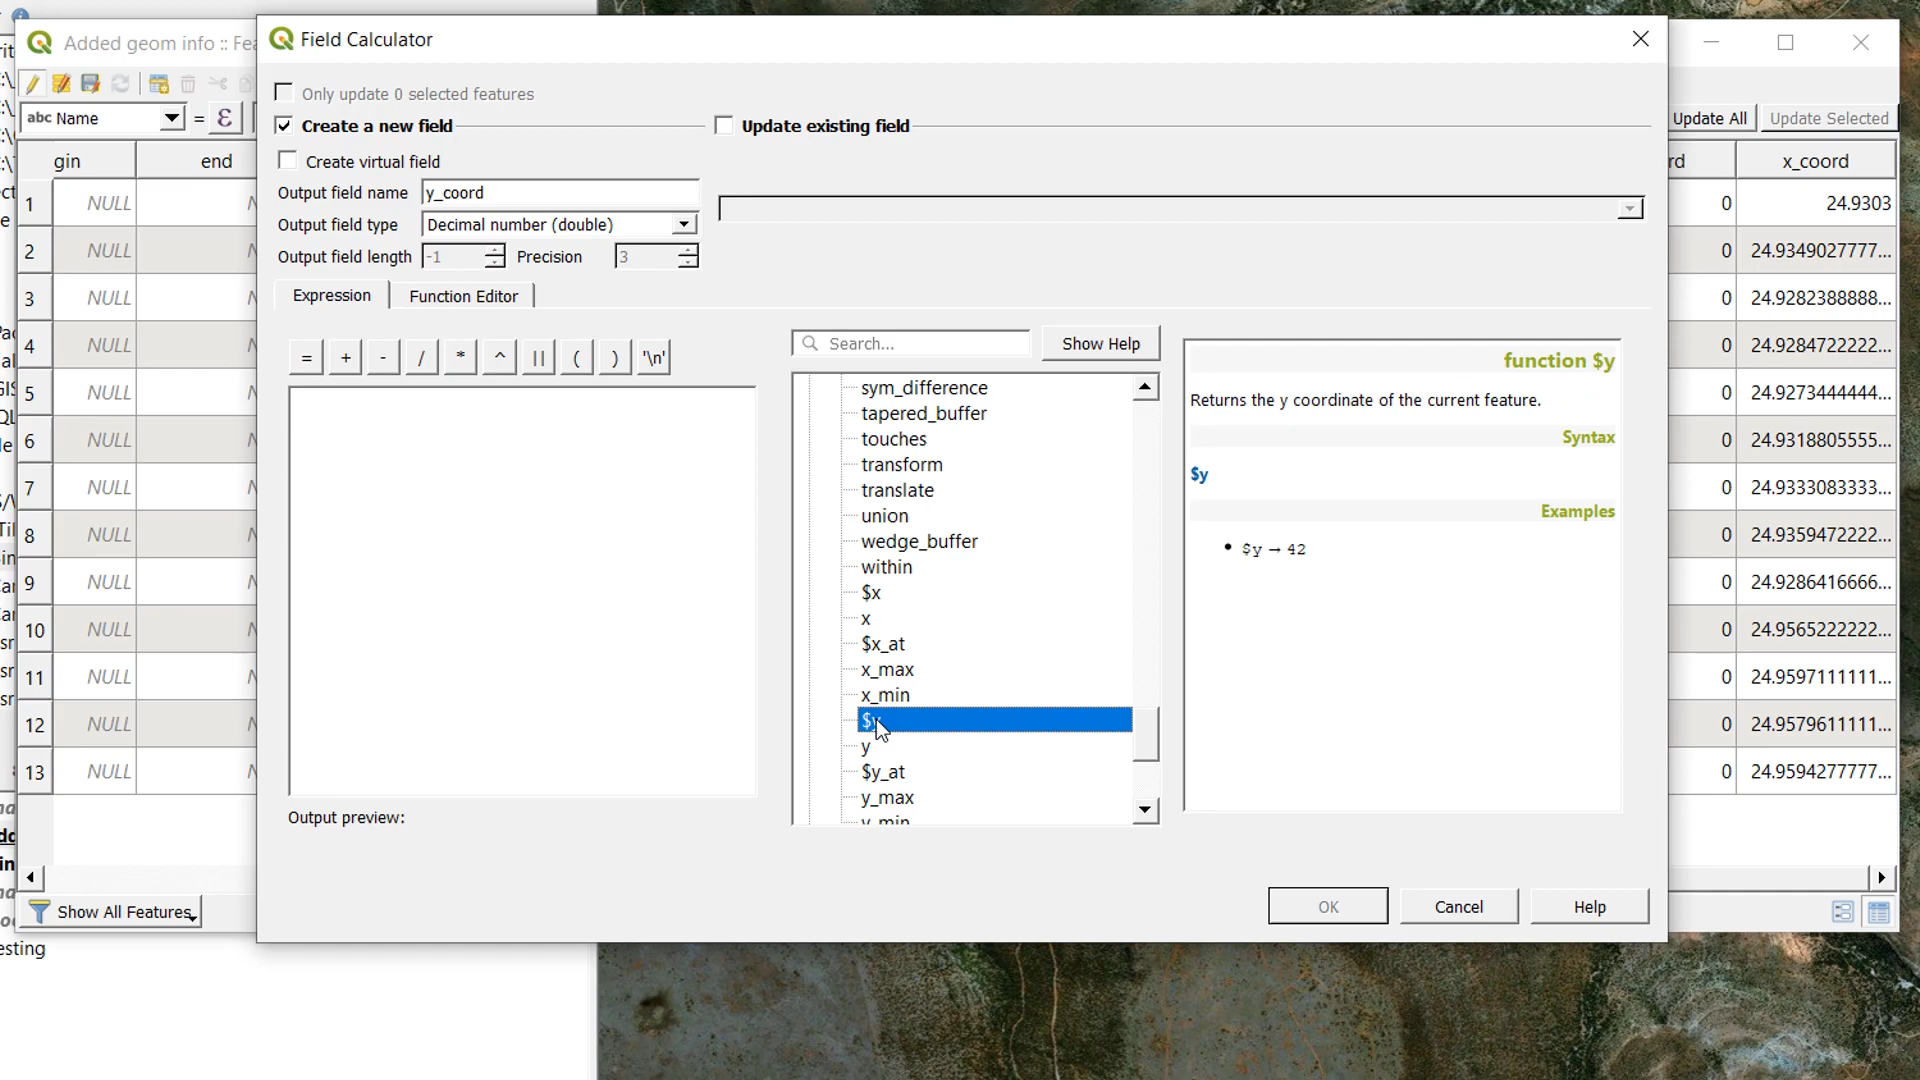 Added geom info :: Fea
Field Calculator
Only update 0 selected features
Create a new field
Update existing field
Create virtual field
Output field name y_coord
Output field type Decimal number (double)
Output field length -1 Precision 3
Expression Function Editor
= + - / * ^ || ( ) '\n'
Search...
Show Help
sym_difference
tapered_buffer
touches
transform
translate
union
wedge_buffer
within
$x
x
$x_at
x_max
x_min
$y
y
$y_at
y_max
y_min
function $y
Returns the y coordinate of the current feature.
Syntax
$y
Examples
• $y → 42
Output preview:
OK Cancel Help
abc Name =
ε
Update All Update Selected
gin end rd x_coord
1 NULL N 0 24.9303
2 NULL N 0 24.9349027777...
3 NULL N 0 24.9282388888...
4 NULL N 0 24.9284722222...
5 NULL N 0 24.9273444444...
6 NULL N 0 24.9318805555...
7 NULL N 0 24.9333083333...
8 NULL N 0 24.9359472222...
9 NULL N 0 24.9286416666...
10 NULL N 0 24.9565222222...
11 NULL N 0 24.9597111111...
12 NULL N 0 24.9579611111...
13 NULL N 0 24.9594277777...
Show All Features
esting